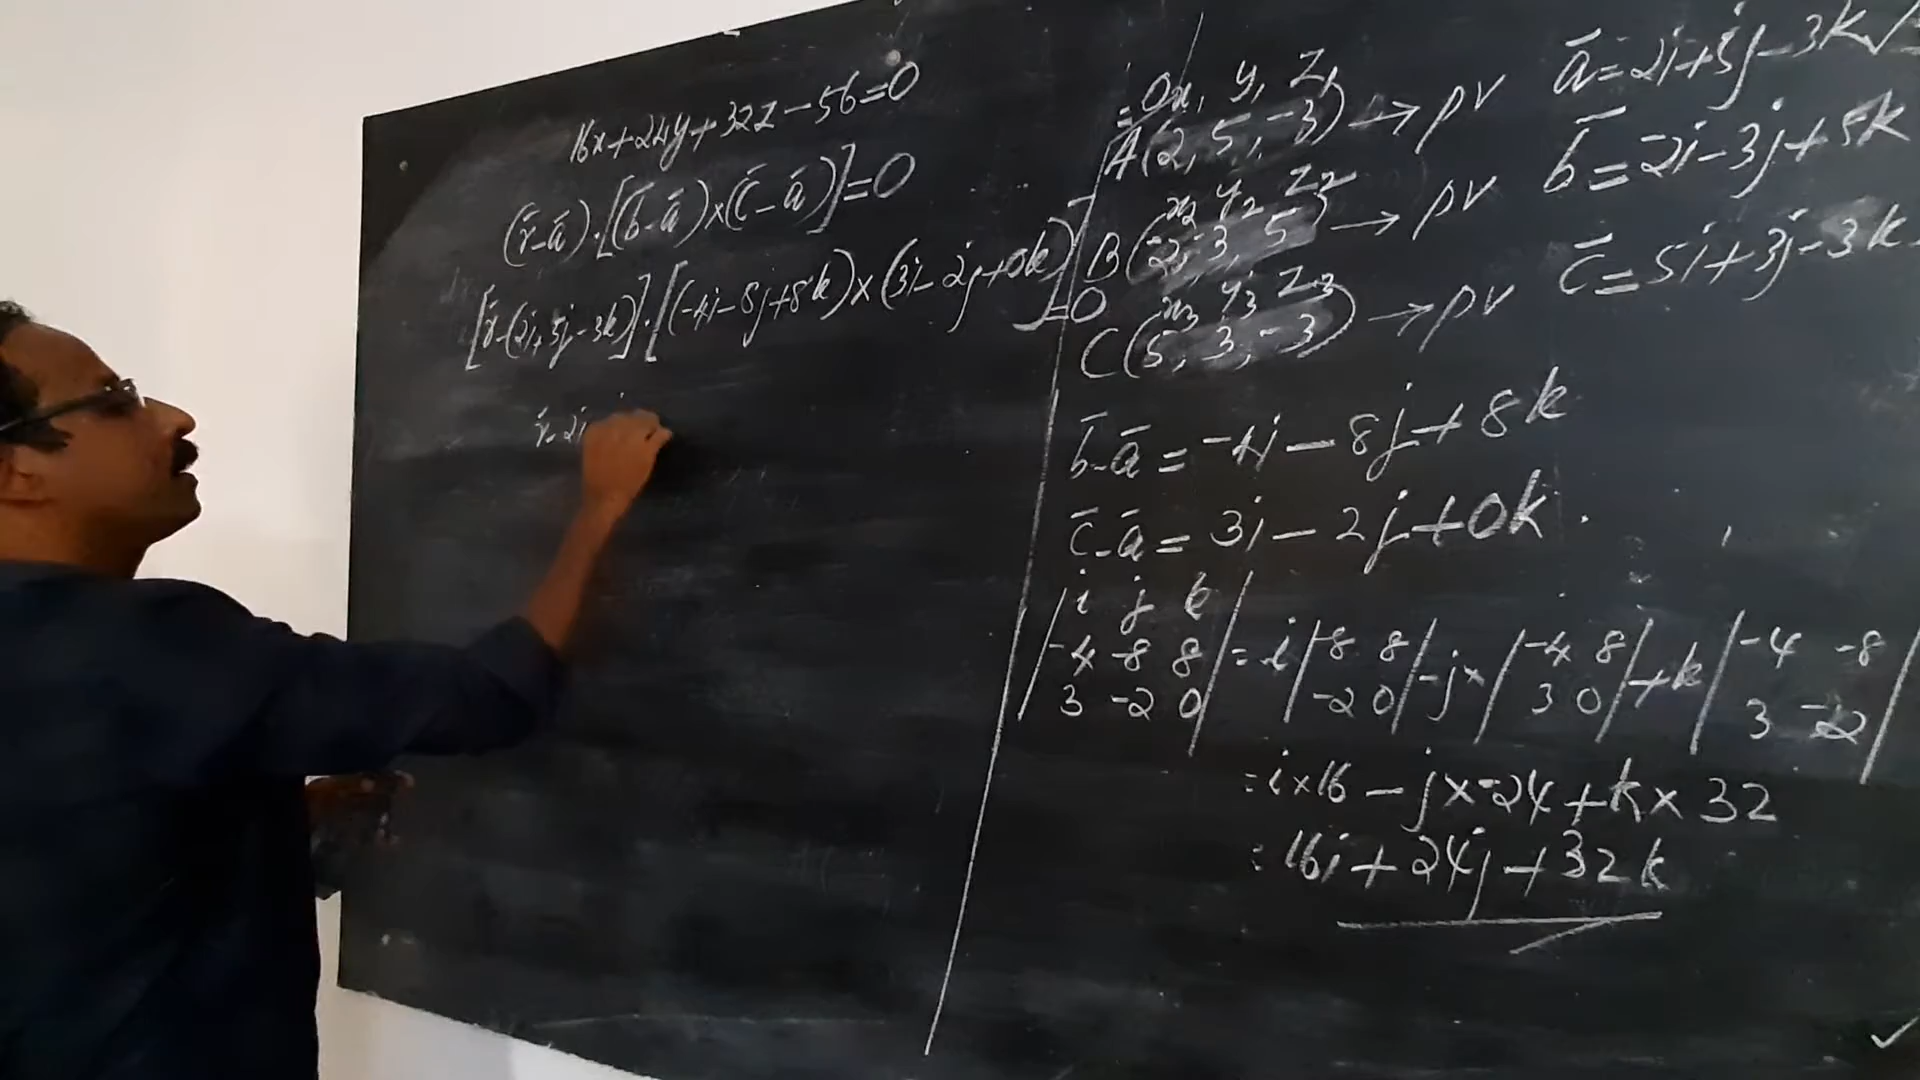 16x+24y+32z-56=0
(r̄-ā)·[(b̄-ā)×(c̄-ā)]=0
[r̄-(2i+5j-3k)]·[(-4i-8j+8k)×(3i-2j+0k)]=0
r̄-2i
x₁ y₁ z₁
A(2, 5, -3) → pv ā=2i+5j-3k
x₂ y₂ z₂
B(-2, -3, 5) → pv b̄=-2i-3j+5k
x₃ y₃ z₃
C(5, 3, -3) → pv c̄=5i+3j-3k
b̄-ā=-4i-8j+8k
c̄-ā=3i-2j+0k.
|i j k|
|-4 -8 8| = i|-8 8| -j×|-4 8| +k|-4 -8|
|3 -2 0| |-2 0| |3 0| |3 -2|
=i×16-j×-24+k×32
=16i+24j+32k